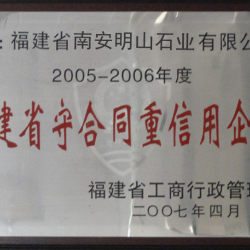 ：福建省南安明山石业有限公
2005-2006年度
建省守合同重信用企
福建省工商行政管理
二〇〇七年四月